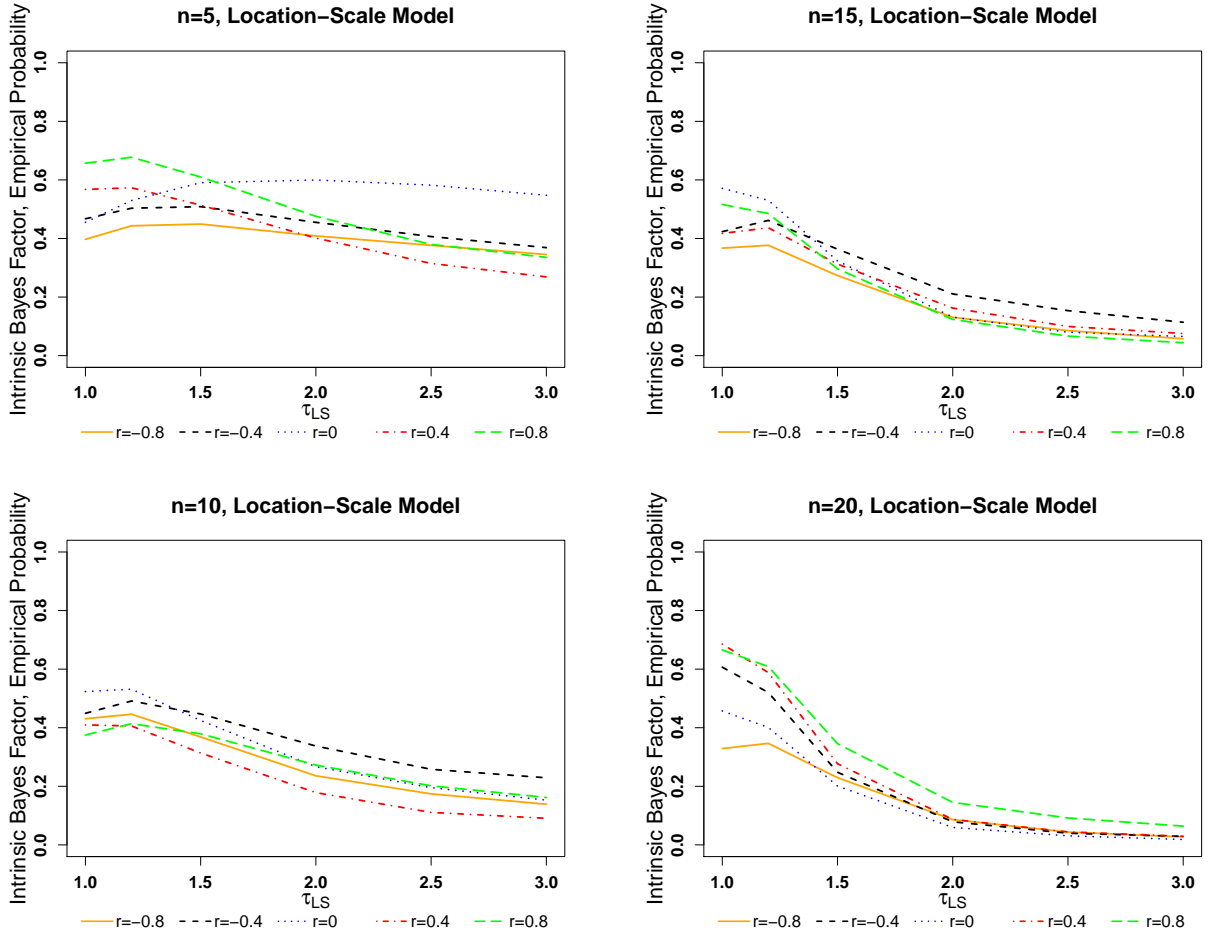 n=5, Location−Scale Model
Intrinsic Bayes Factor, Empirical Probability
1.0
0.8
0.6
0.4
0.2
0.0
1.0 1.5 2.0 2.5 3.0
τLS
r=−0.8 r=−0.4 r=0 r=0.4 r=0.8
n=15, Location−Scale Model
Intrinsic Bayes Factor, Empirical Probability
1.0
0.8
0.6
0.4
0.2
0.0
1.0 1.5 2.0 2.5 3.0
τLS
r=−0.8 r=−0.4 r=0 r=0.4 r=0.8
n=10, Location−Scale Model
Intrinsic Bayes Factor, Empirical Probability
1.0
0.8
0.6
0.4
0.2
0.0
1.0 1.5 2.0 2.5 3.0
τLS
r=−0.8 r=−0.4 r=0 r=0.4 r=0.8
n=20, Location−Scale Model
Intrinsic Bayes Factor, Empirical Probability
1.0
0.8
0.6
0.4
0.2
0.0
1.0 1.5 2.0 2.5 3.0
τLS
r=−0.8 r=−0.4 r=0 r=0.4 r=0.8